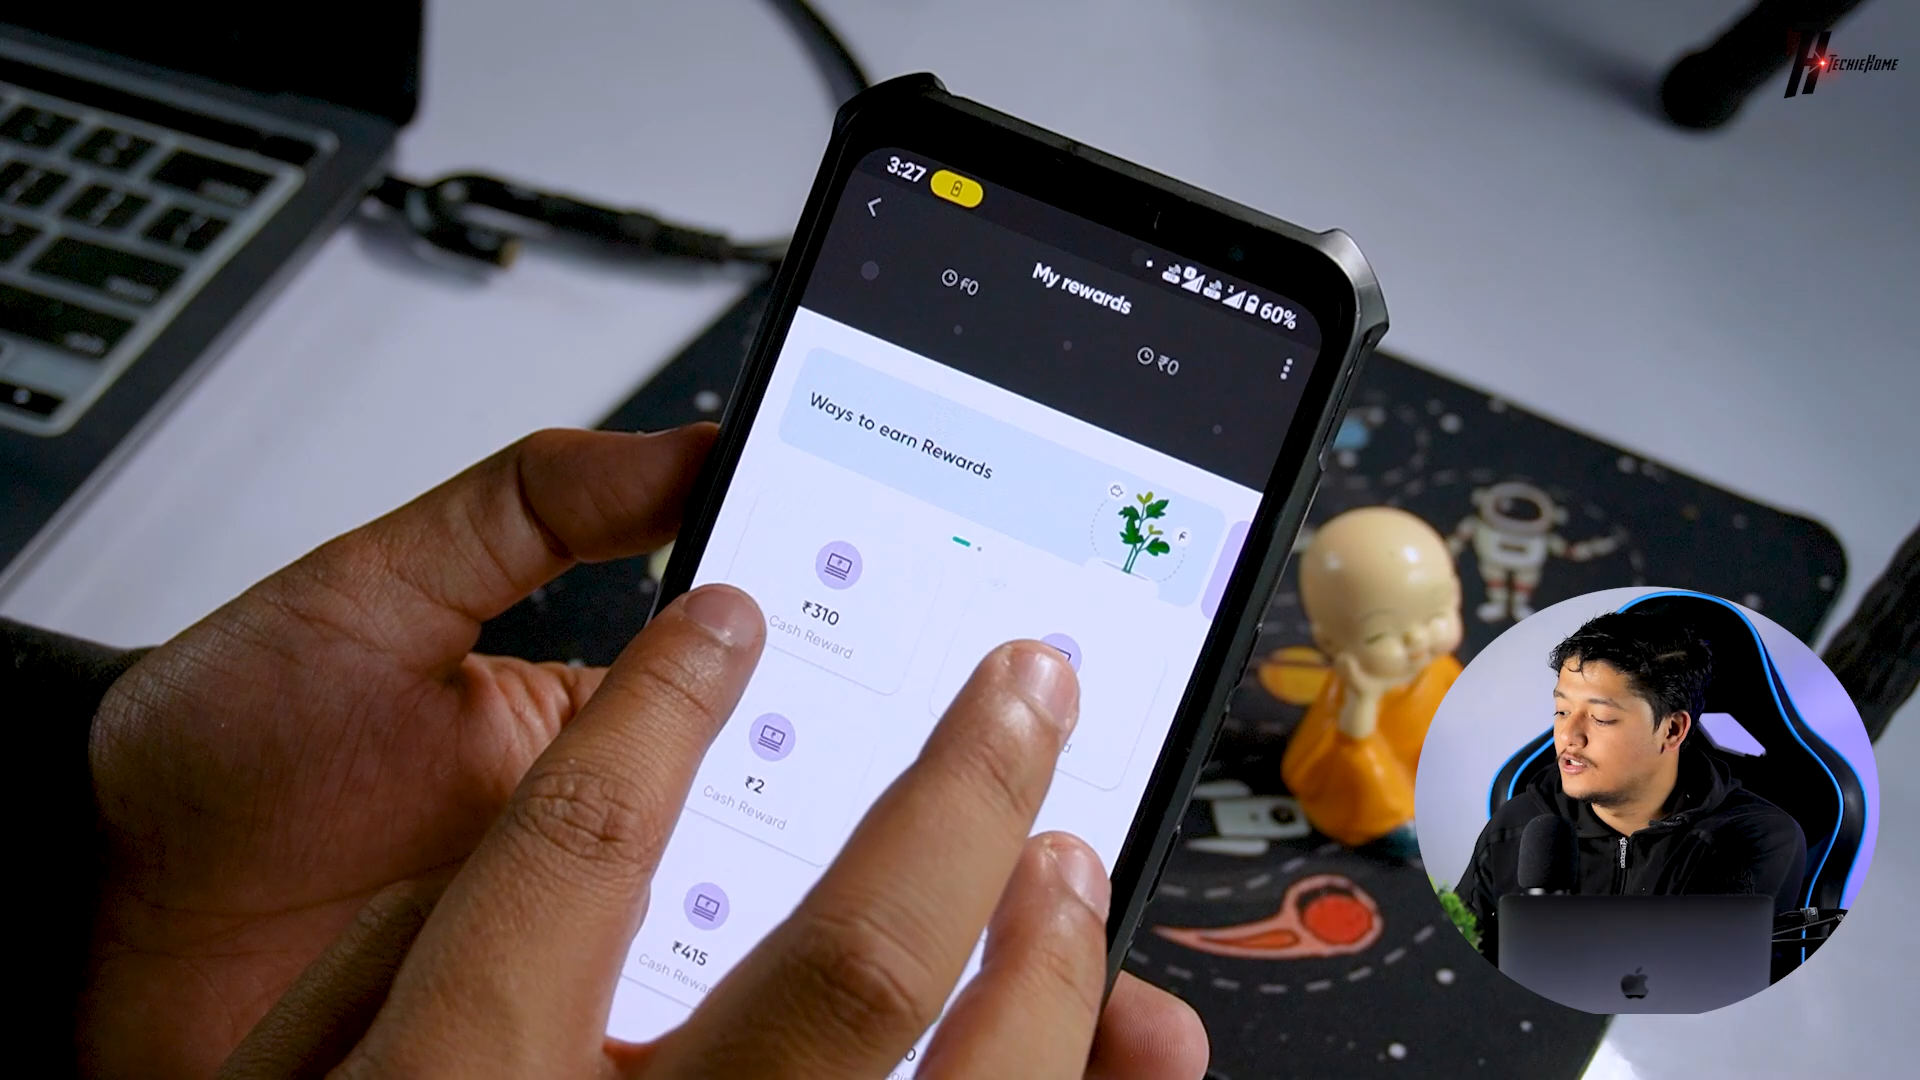 TECHIEHOME
3:27
60%
My rewards
₣0
₹0
Ways to earn Rewards
₹310
Cash Reward
₹2
Cash Reward
₹415
Cash